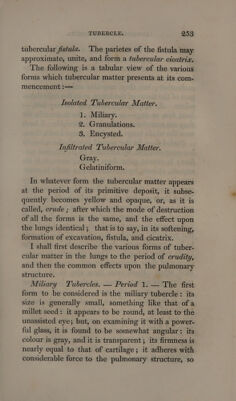 TUBERCLE. 253
tubercular fistula. The parietes of the fistula may
approximate, unite, and form a tubercular cicatrix.
The following is a tabular view of the various
forms which tubercular matter presents at its com-
mencement:—
Isolated Tubercular Matter.
1. Miliary.
2. Granulations.
3. Encysted.
Infiltrated Tubercular Matter.
Gray.
Gelatiniform.
In whatever form the tubercular matter appears
at the period of its primitive deposit, it subse-
quently becomes yellow and opaque, or, as it is
called, crude; after which the mode of destruction
of all the forms is the same, and the effect upon
the lungs identical; that is to say, in its softening,
formation of excavation, fistula, and cicatrix.
I shall first describe the various forms of tuber-
cular matter in the lungs to the period of crudity,
and then the common effects upon the pulmonary
structure.
Miliary Tubercles. — Period 1. — The first
form to be considered is the miliary tubercle: its
size is generally small, something like that of a
millet seed: it appears to be round, at least to the
unassisted eye; but, on examining it with a power-
ful glass, it is found to be somewhat angular: its
colour is gray, and it is transparent; its firmness is
nearly equal to that of cartilage; it adheres with
considerable force to the pulmonary structure, so